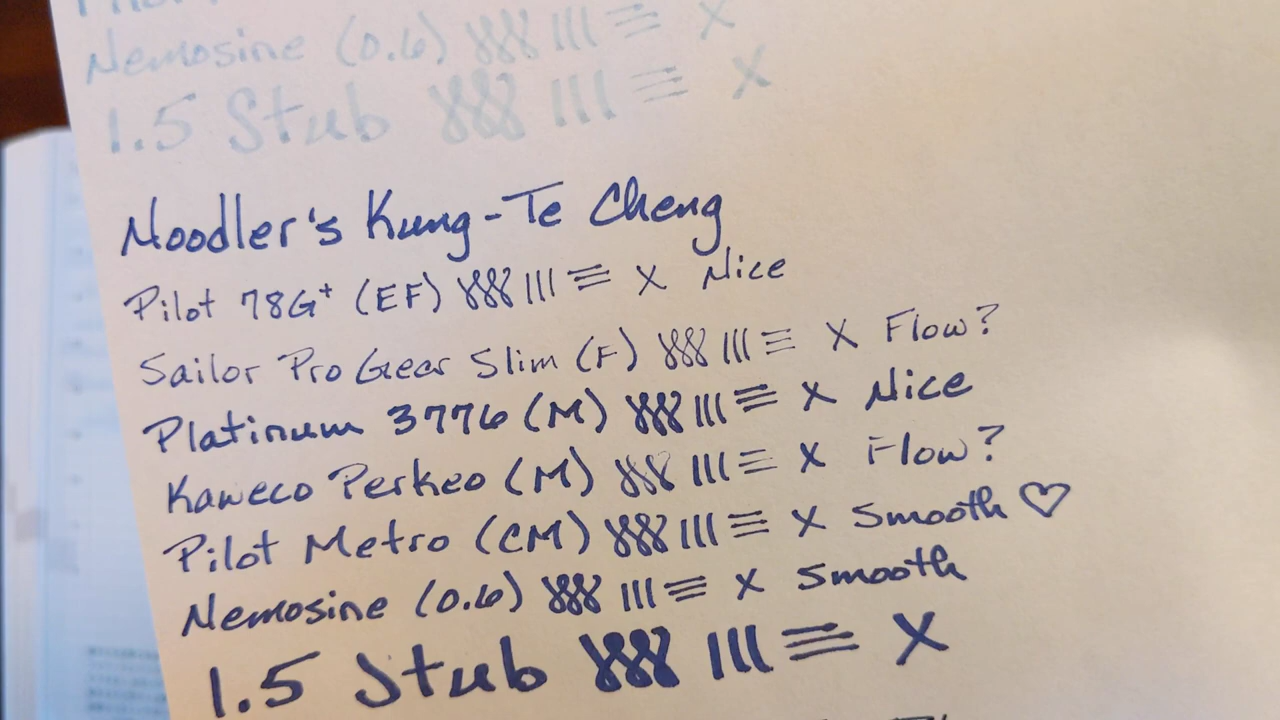 Nemosine (0.6) ||| ≡ X
1.5 Stub ||| ≡ X
Noodler's Kung-Te Cheng
Pilot 78G+ (EF) ||| ≡ X Nice
Sailor Pro Gear Slim (F) ||| ≡ X Flow?
Platinum 3776 (M) ||| ≡ X Nice
Kaweco Perkeo (M) ||| ≡ X Flow?
Pilot Metro (CM) ||| ≡ X Smooth ♡
Nemosine (0.6) ||| ≡ X Smooth
1.5 Stub ||| ≡ X